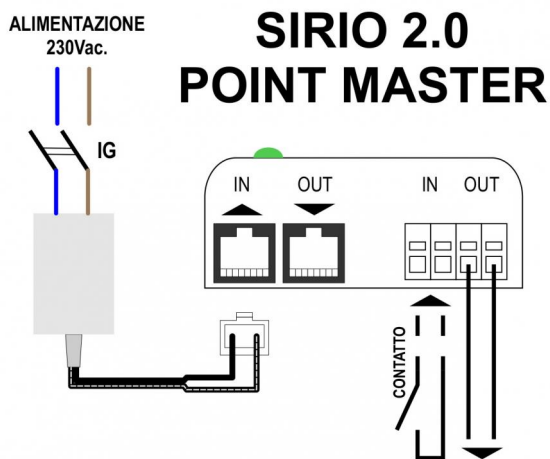 ALIMENTAZIONE
230Vac.
SIRIO 2.0
POINT MASTER
IG
IN OUT IN OUT
CONTATTO